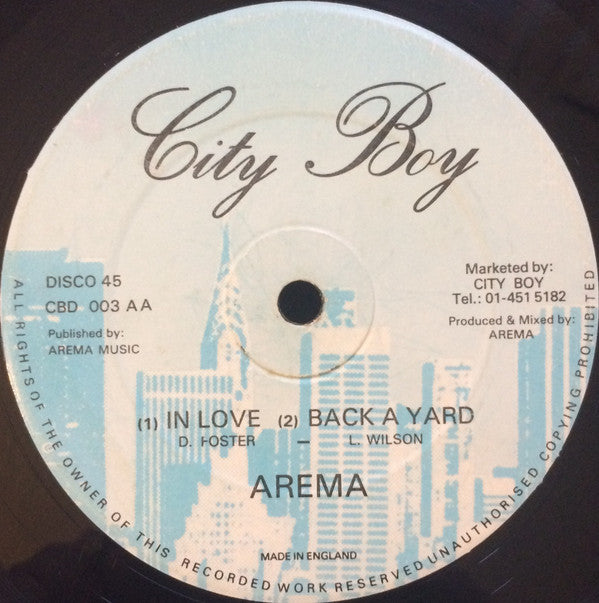 City Boy
DISCO 45
CBD 003 A A
Published by:
AREMA MUSIC
Marketed by:
CITY BOY
Tel.: 01-451 5182
Produced & Mixed by:
AREMA
(1) IN LOVE (2) BACK A YARD
D. FOSTER – L. WILSON
AREMA
MADE IN ENGLAND
ALL RIGHTS OF THE OWNER OF THIS RECORDED WORK RESERVED UNAUTHORISED COPYING PROHIBITED